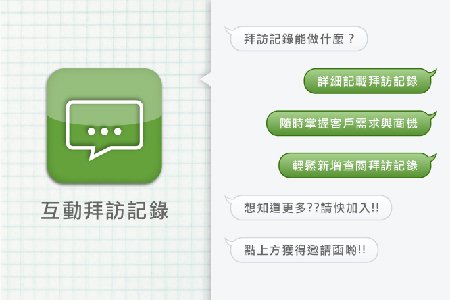 互動拜訪記錄
拜訪記錄能做什麼？
詳細記載拜訪記錄
隨時掌握客戶需求與商機
輕鬆新增查閱拜訪記錄
想知道更多??請快加入!!
點上方獲得邀請函喲!!